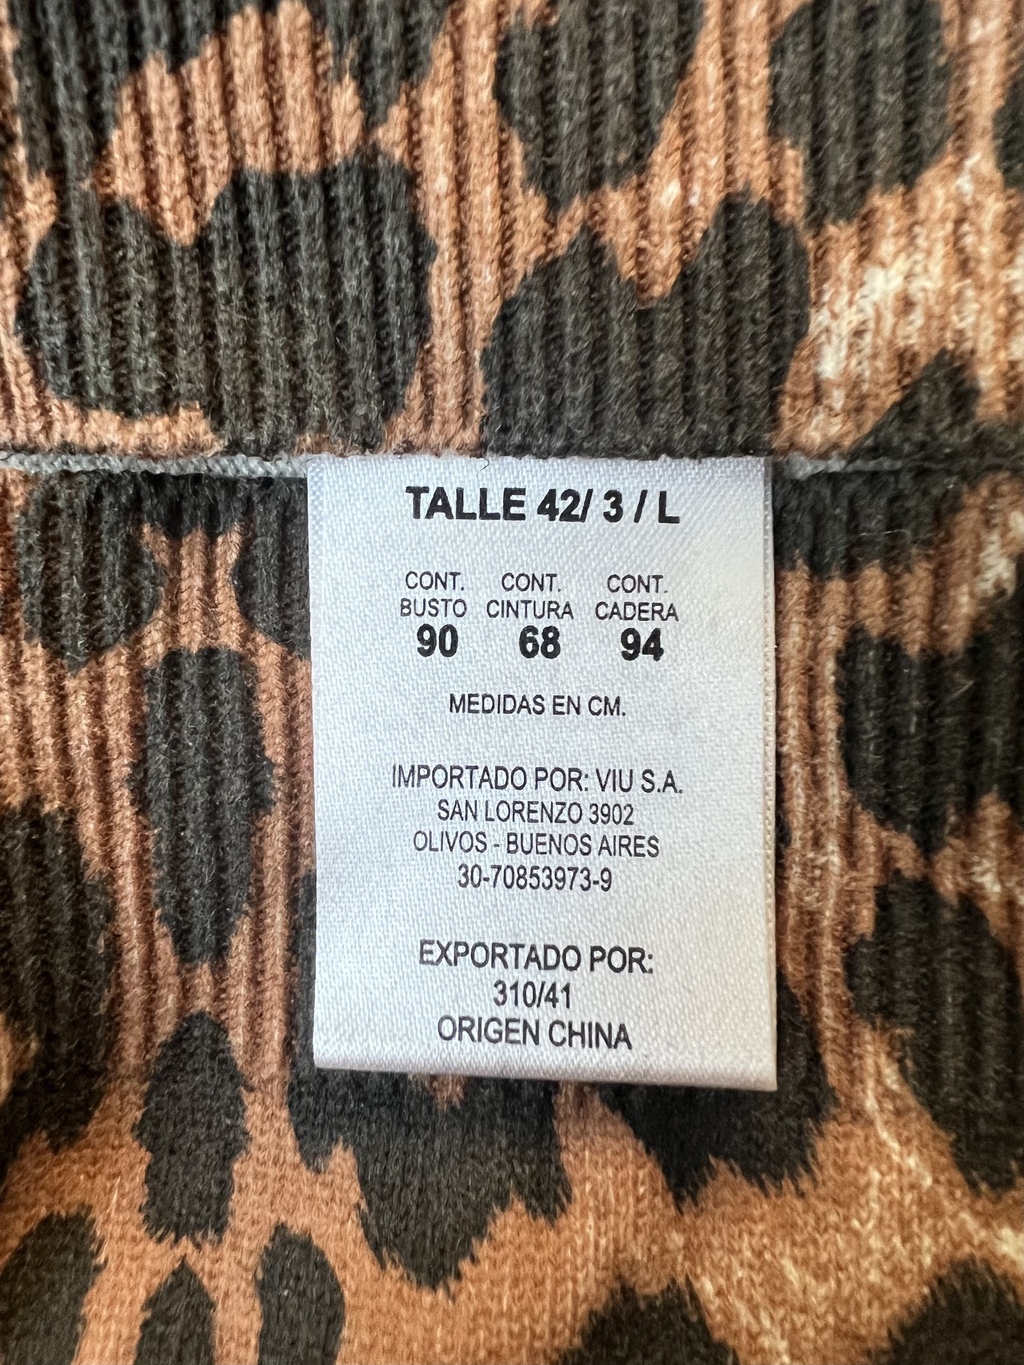 TALLE 42/ 3 / L
CONT. CONT. CONT.
BUSTO CINTURA CADERA
90 68 94
MEDIDAS EN CM.
IMPORTADO POR: VIU S.A.
SAN LORENZO 3902
OLIVOS - BUENOS AIRES
30-70853973-9
EXPORTADO POR:
310/41
ORIGEN CHINA